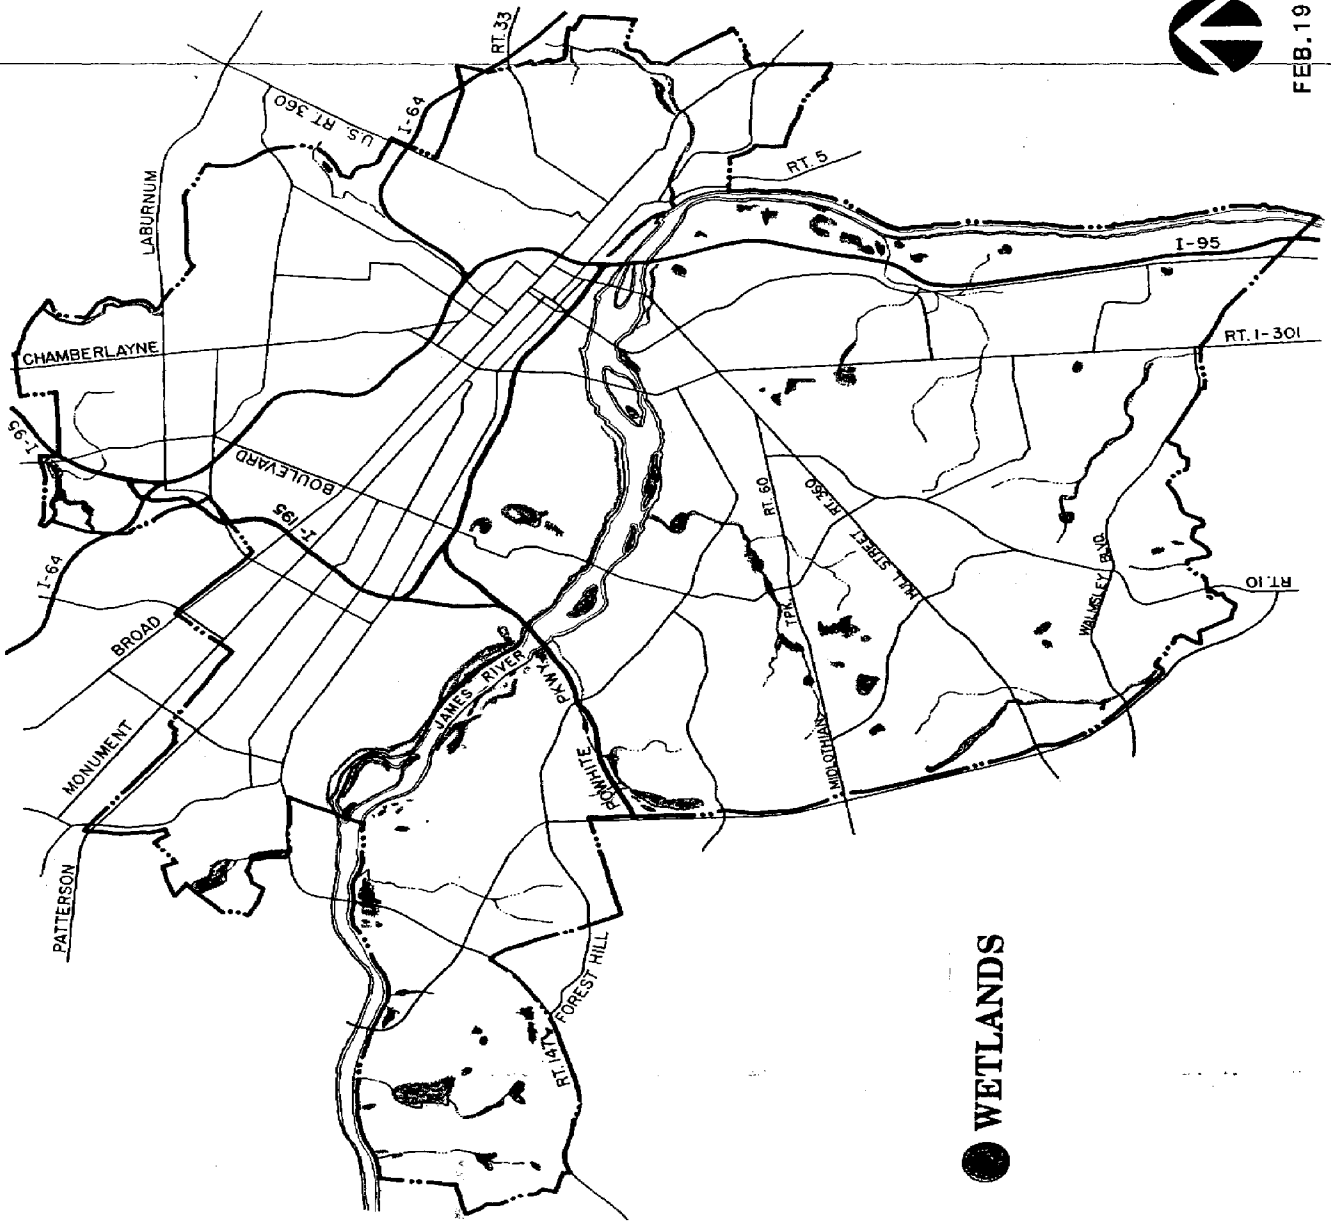 RT. 33
FEB. 19
U.S. RT. 360
I-64
LABURNUM
RT. 5
I-95
RT. 1-301
CHAMBERLAYNE
I-95
BOULEVARD
I-195
RT. 60
HULL STREET RT. 360
I-64
WALMSLEY BLVD.
RT. 10
BROAD
TPK.
JAMES RIVER
PKWY.
MONUMENT
POWHITE
MIDLOTHIAN
PATTERSON
FOREST HILL
RT. 147
WETLANDS